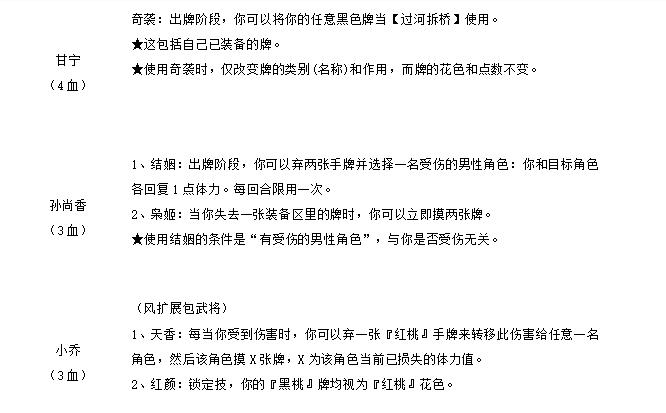 奇袭：出牌阶段，你可以将你的任意黑色牌当【过河拆桥】使用。
★这包括自己已装备的牌。
甘宁
★使用奇袭时，仅改变牌的类别(名称)和作用，而牌的花色和点数不变。
（4血）
1、结姻：出牌阶段，你可以弃两张手牌并选择一名受伤的男性角色：你和目标角色
各回复1点体力。每回合限用一次。
孙尚香
2、枭姬：当你失去一张装备区里的牌时，你可以立即摸两张牌。
（3血）
★使用结姻的条件是“有受伤的男性角色”，与你是否受伤无关。
（风扩展包武将）
1、天香：每当你受到伤害时，你可以弃一张『红桃』手牌来转移此伤害给任意一名
小乔
角色，然后该角色摸X张牌，X为该角色当前已损失的体力值。
（3血）
2、红颜：锁定技，你的『黑桃』牌均视为『红桃』花色。